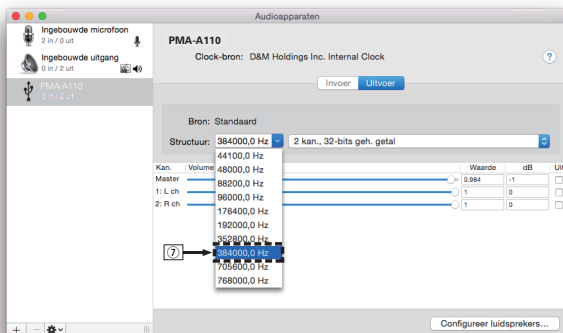 Audioapparaten
Ingebouwde microfoon
2 in / 0 uit
Ingebouwde uitgang
0 in / 2 uit
PMA-A110
0 in / 2 uit
PMA-A110
Clock-bron: D&M Holdings Inc. Internal Clock
?
Invoer Uitvoer
Bron: Standaard
Structuur: 384000,0 Hz 2 kan., 32-bits geh. getal
44100,0 Hz
48000,0 Hz
88200,0 Hz
96000,0 Hz
176400,0 Hz
192000,0 Hz
352800,0 Hz
384000,0 Hz
705600,0 Hz
768000,0 Hz
⑦
Kan. Volume Waarde dB Uit
Master 0.984 -1
1: L ch 1 0
2: R ch 1 0
Configureer luidsprekers...